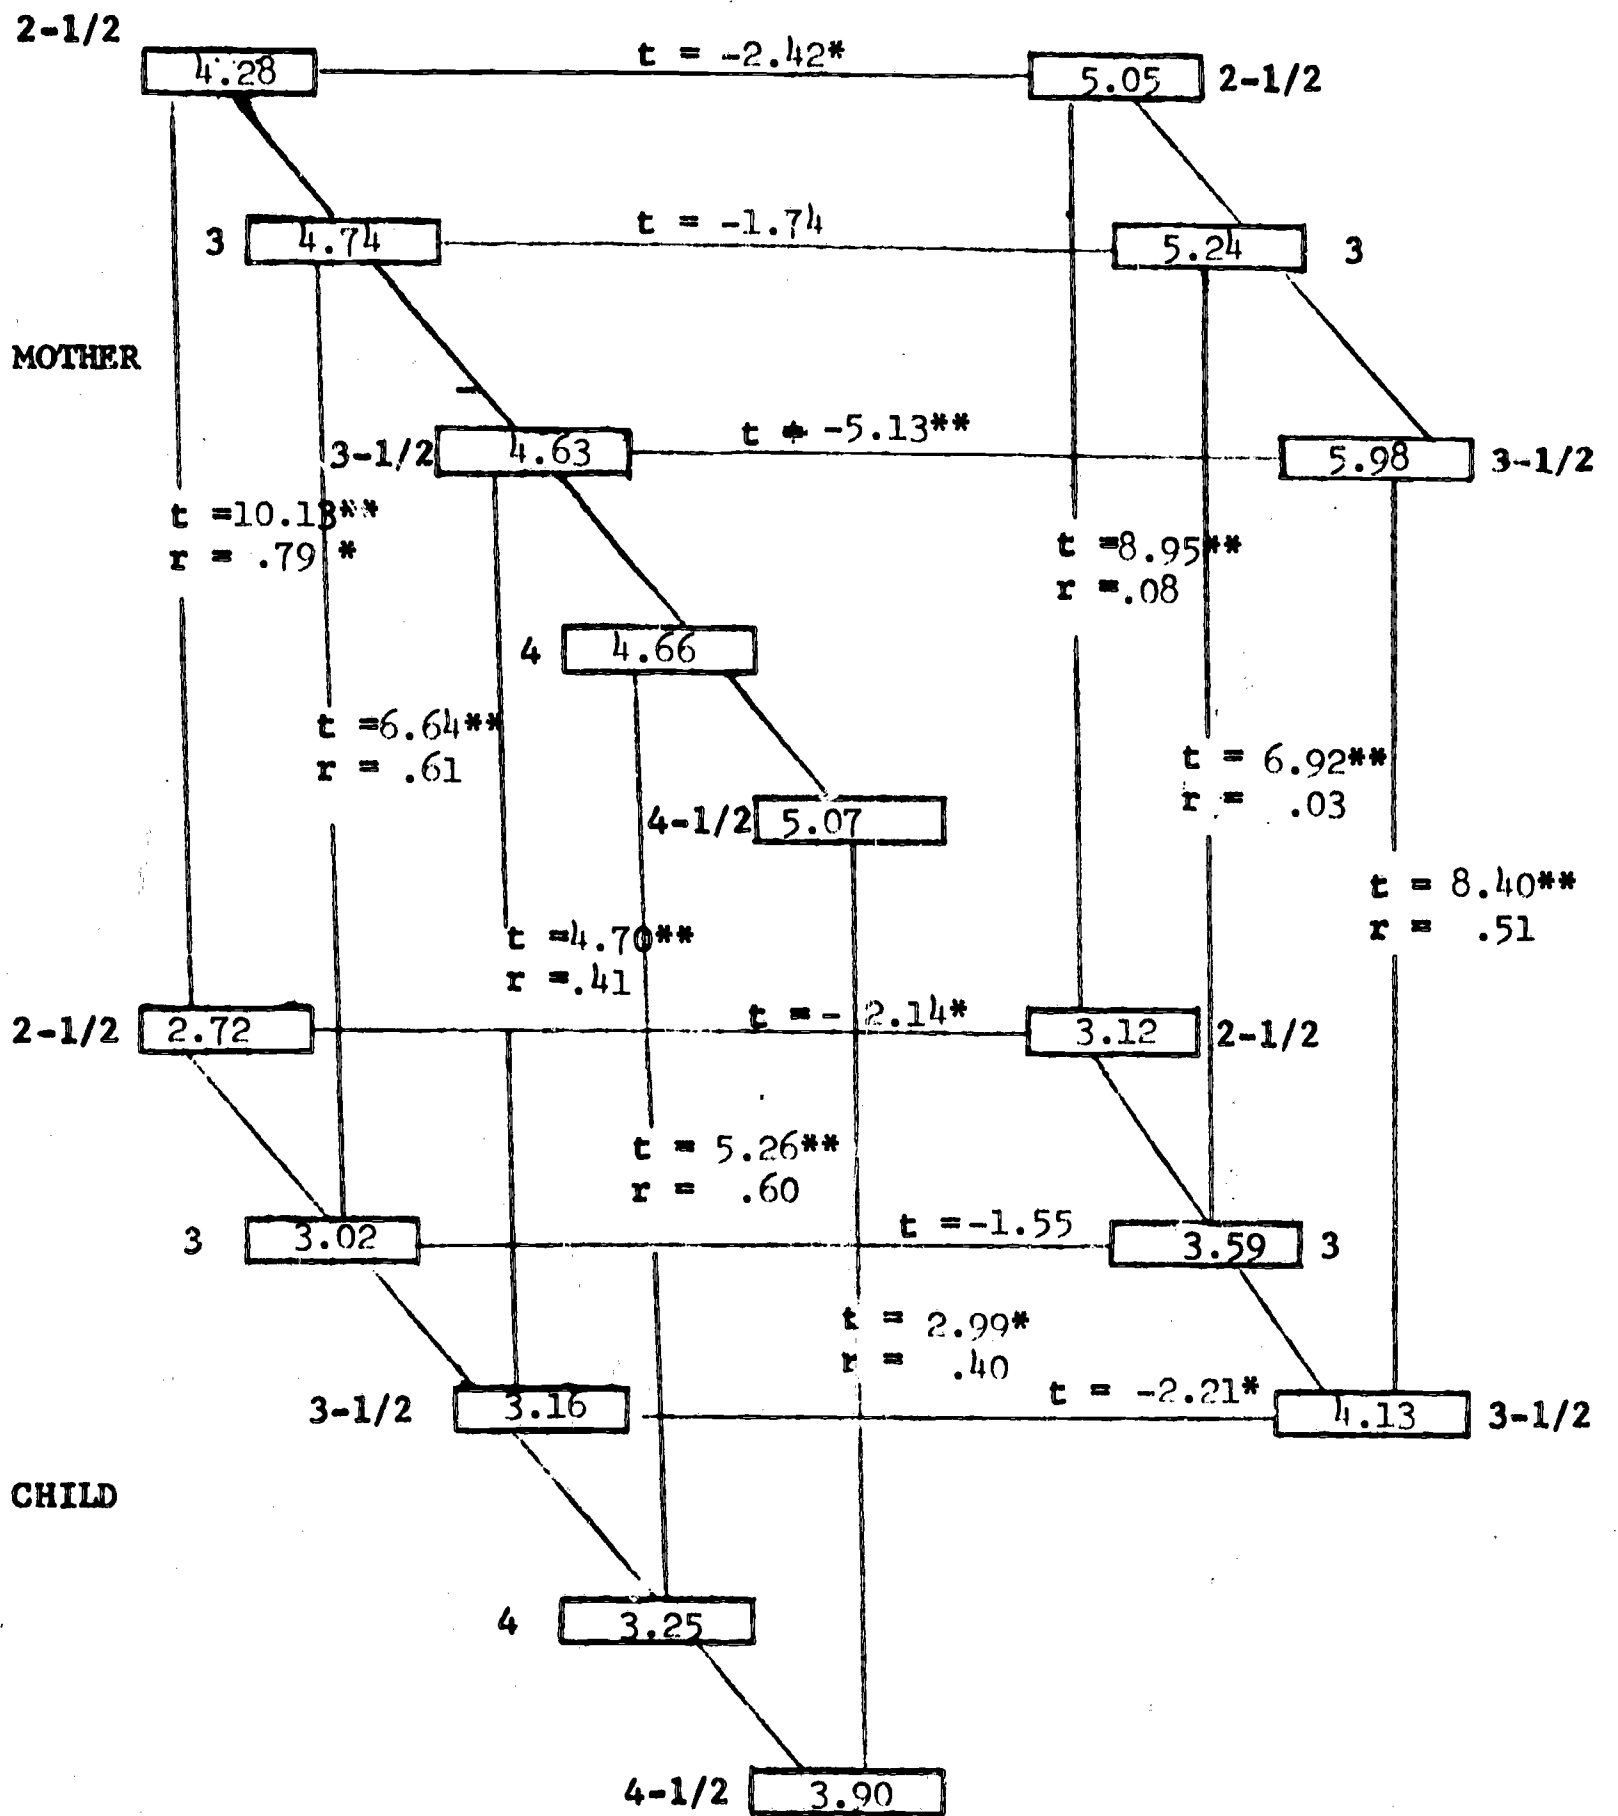 2-1/2
4.28
t = -2.42*
5.05
2-1/2
3
4.74
t = -1.74
5.24
3
MOTHER
3-1/2
4.63
t = -5.13**
5.98
3-1/2
t =10.13**
r = .79 *
t =8.95**
r =.08
4
4.66
t =6.64**
r = .61
t = 6.92**
r = .03
4-1/2
5.07
t = 8.40**
r = .51
t =4.70**
r =.41
2-1/2
2.72
t = - 2.14*
3.12
2-1/2
t = 5.26**
r = .60
3
3.02
t =-1.55
3.59
3
t = 2.99*
r = .40
3-1/2
3.16
t = -2.21*
4.13
3-1/2
CHILD
4
3.25
4-1/2
3.90